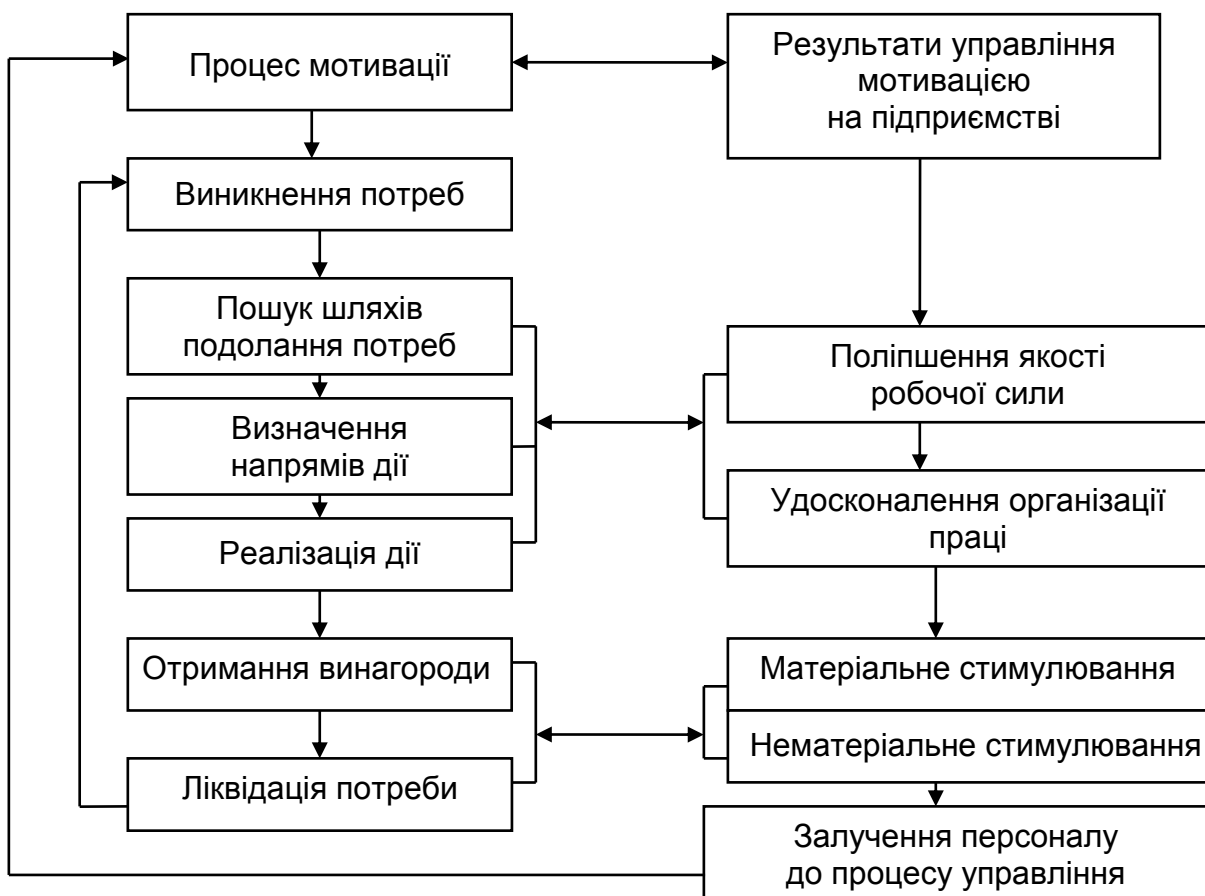 Процес мотивації
Результати управління
мотивацією
на підприємстві
Виникнення потреб
Пошук шляхів
подолання потреб
Поліпшення якості
робочої сили
Визначення
напрямів дії
Удосконалення організації
праці
Реалізація дії
Отримання винагороди
Матеріальне стимулювання
Нематеріальне стимулювання
Ліквідація потреби
Залучення персоналу
до процесу управління